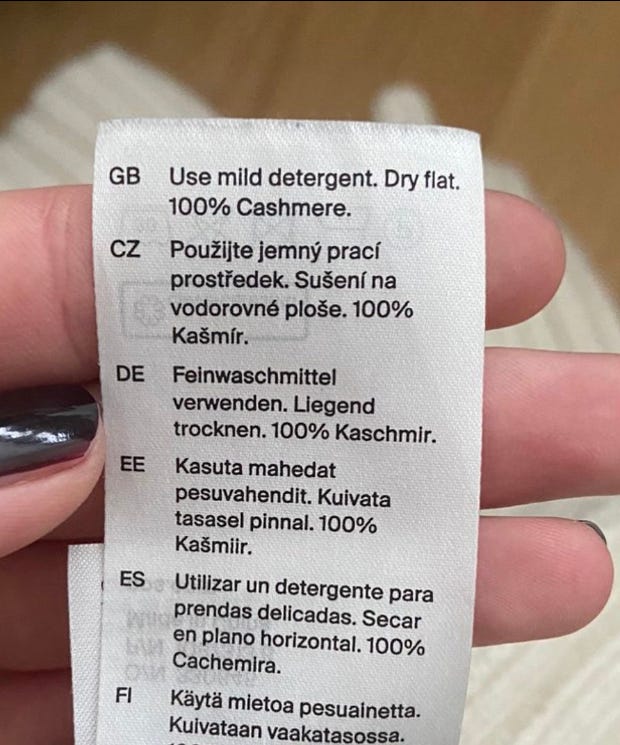 GB Use mild detergent. Dry flat.
100% Cashmere.
CZ Použijte jemný prací
prostředek. Sušení na
vodorovné ploše. 100%
Kašmír.
DE Feinwaschmittel
verwenden. Liegend
trocknen. 100% Kaschmir.
EE Kasuta mahedat
pesuvahendit. Kuivata
tasasel pinnal. 100%
Kašmiir.
ES Utilizar un detergente para
prendas delicadas. Secar
en plano horizontal. 100%
Cachemira.
FI Käytä mietoa pesuainetta.
Kuivataan vaakatasossa.